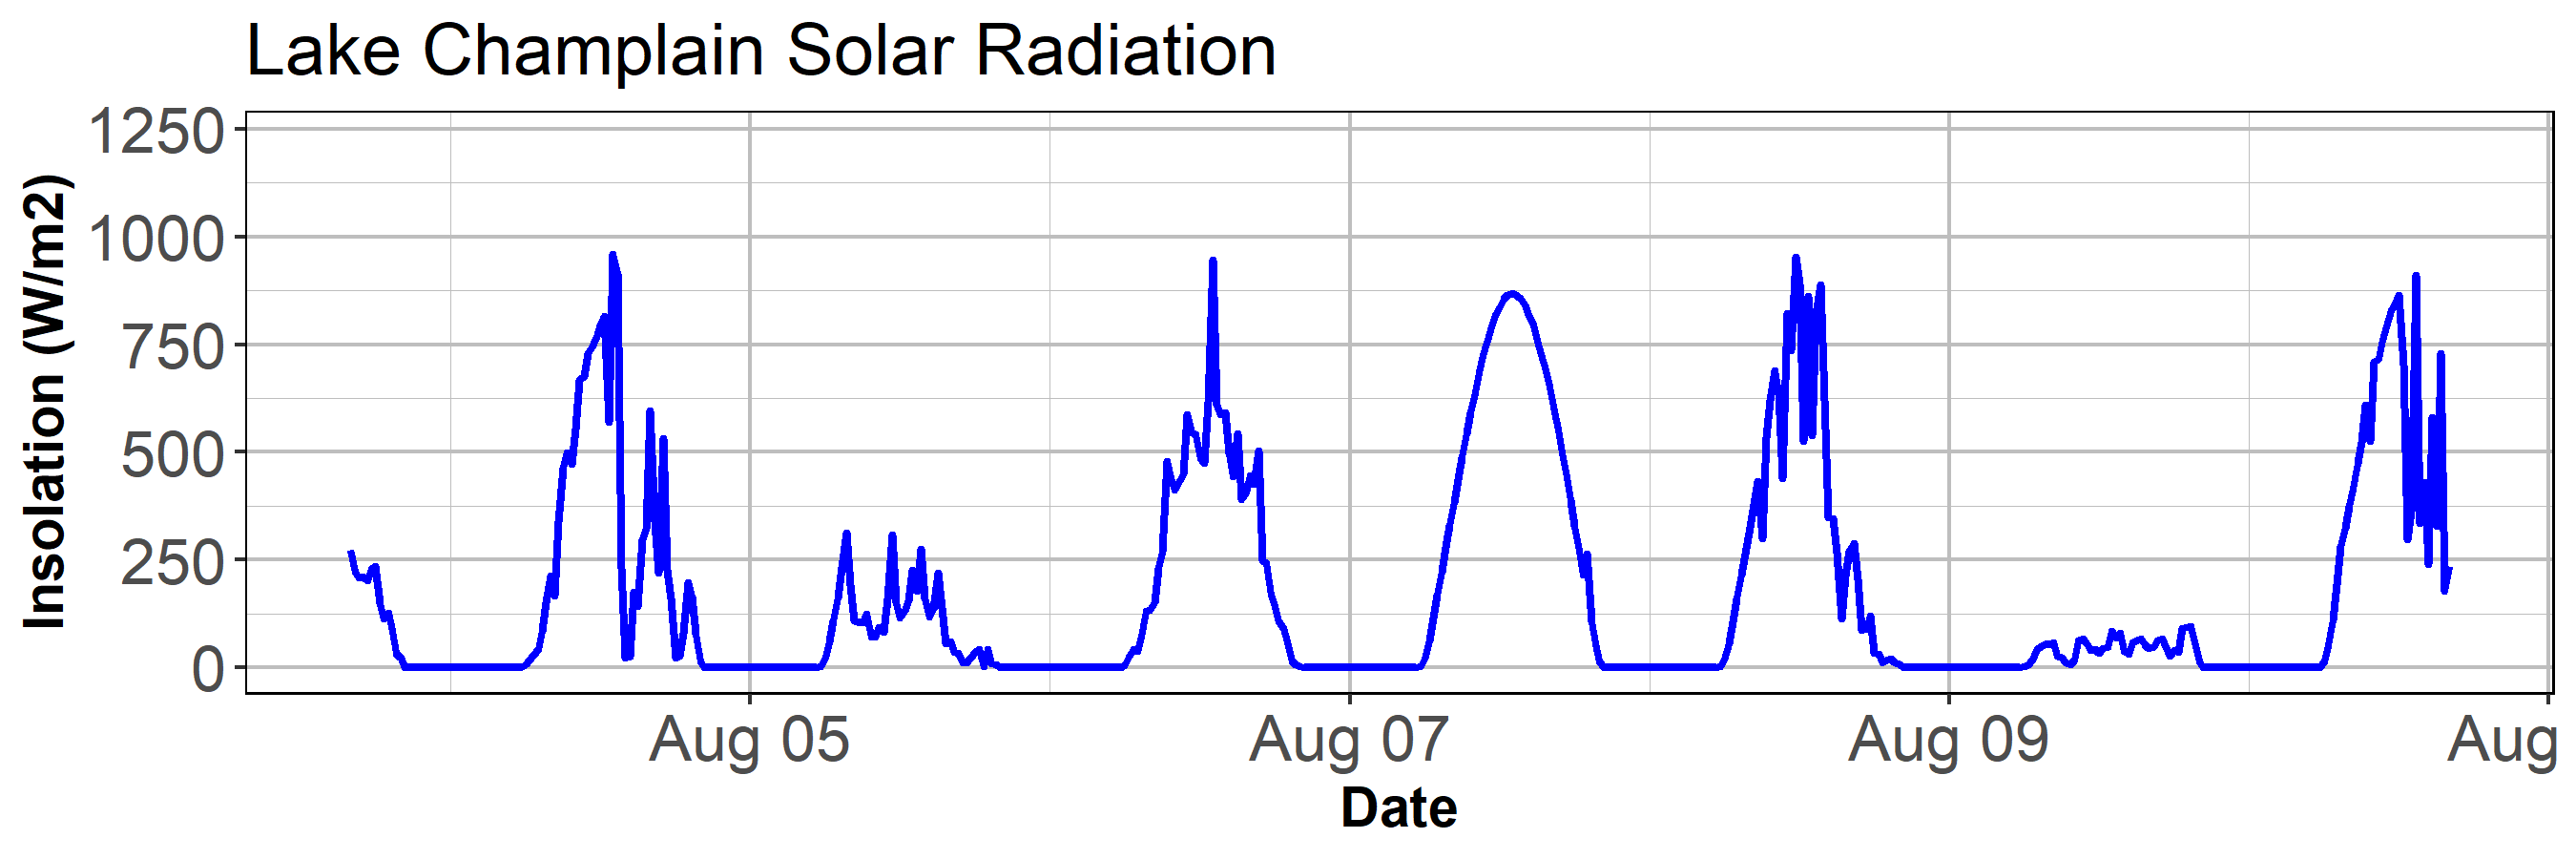 Lake Champlain Solar Radiation
1250
1000
750
500
250
0
Insolation (W/m2)
Aug 05 Aug 07 Aug 09 Aug
Date